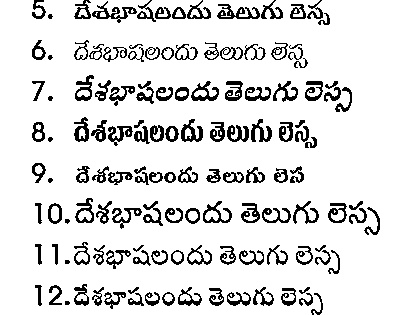 5. దేశభాషలందు తెలుగు లెస్స
6. దేశభాషలందు తెలుగు లెస్స
7. దేశభాషలందు తెలుగు లెస్స
8. దేశభాషలందు తెలుగు లెస్స
9. దేశభాషలందు తెలుగు లెస
10. దేశభాషలందు తెలుగు లెస్స
11. దేశభాషలందు తెలుగు లెస్స
12. దేశభాషలందు తెలుగు లెస్స